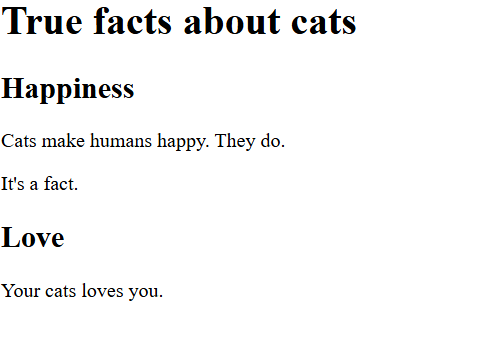 True facts about cats
Happiness
Cats make humans happy. They do.
It's a fact.
Love
Your cats loves you.